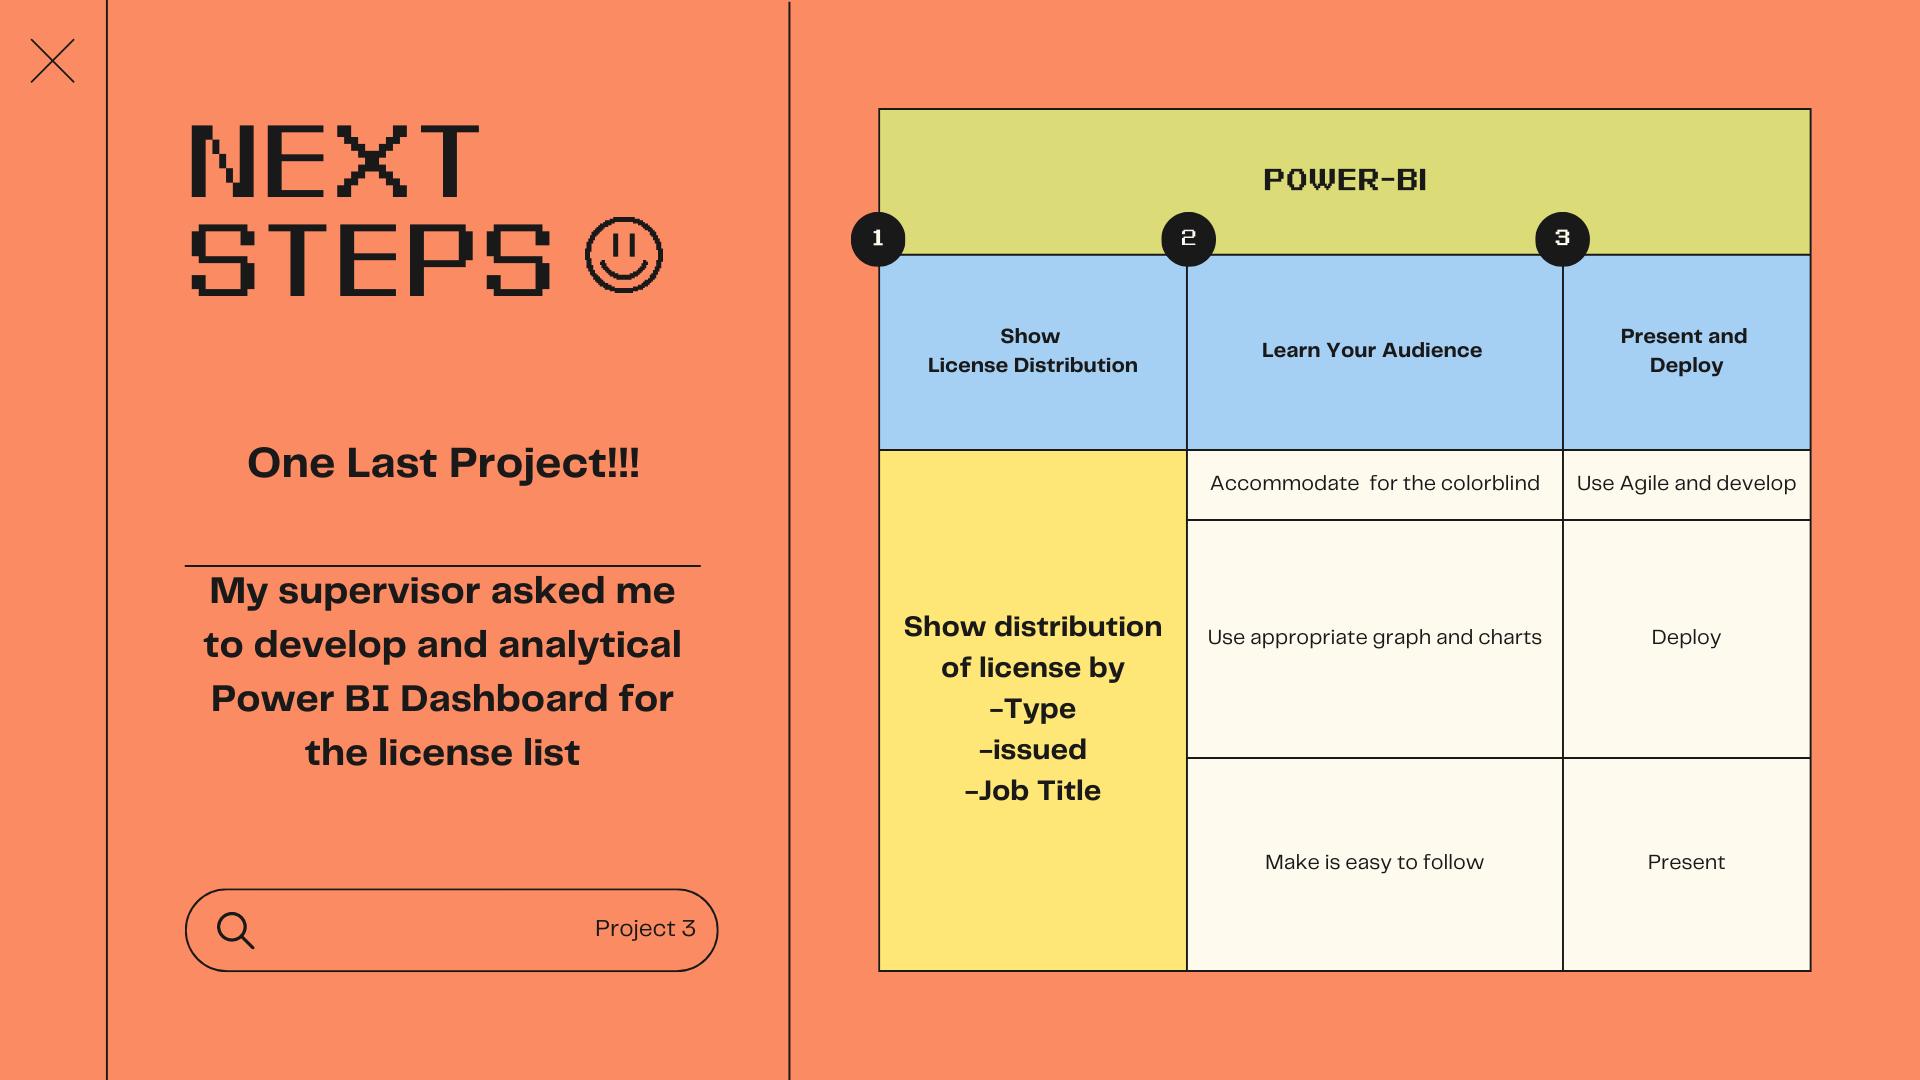 NEXT
STEPS
One Last Project!!!
My supervisor asked me
to develop and analytical
Power BI Dashboard for
the license list
Project 3
POWER-BI
1
2
3
Show
License Distribution
Learn Your Audience
Present and
Deploy
Show distribution
of license by
-Type
-issued
-Job Title
Accommodate  for the colorblind
Use Agile and develop
Use appropriate graph and charts
Deploy
Make is easy to follow
Present